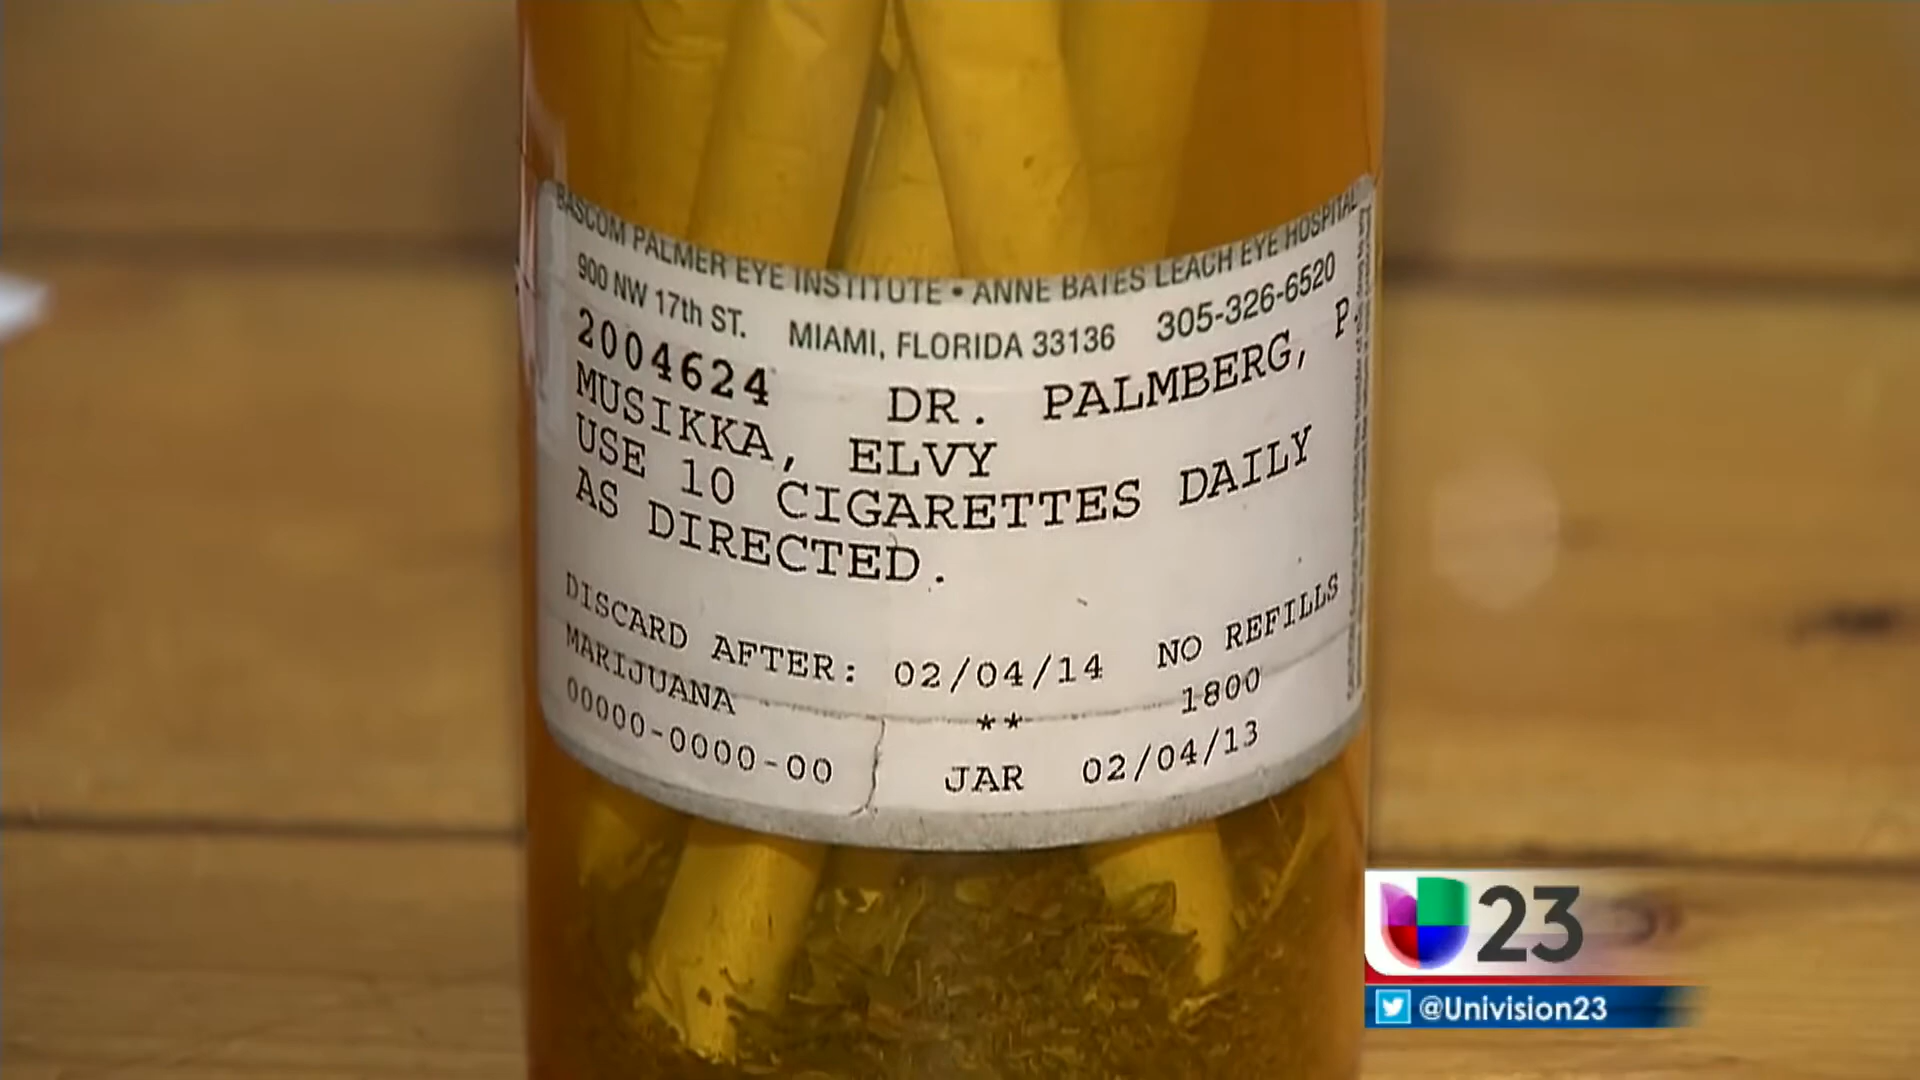 BASCOM PALMER EYE INSTITUTE • ANNE BATES LEACH EYE HOSPITAL
900 NW 17th ST. MIAMI, FLORIDA 33136 305-326-6520
2004624 DR. PALMBERG, P.
MUSIKKA, ELVY
USE 10 CIGARETTES DAILY
AS DIRECTED.
DISCARD AFTER: 02/04/14 NO REFILLS
MARIJUANA ** 1800
00000-0000-00 JAR 02/04/13
23
@Univision23